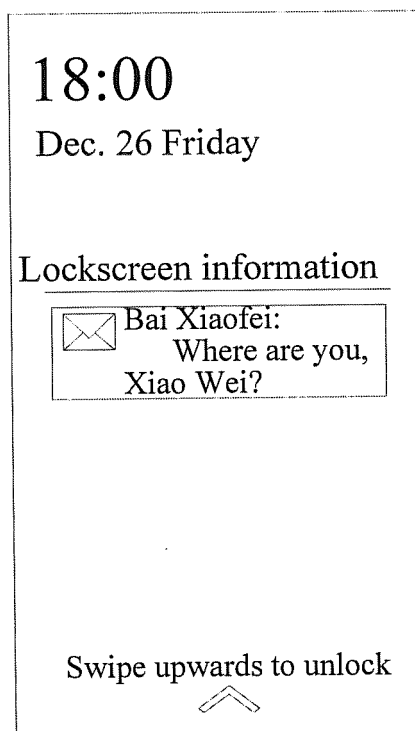 18:00
Dec. 26 Friday
Lockscreen information
Bai Xiaofei:
Where are you,
Xiao Wei?
Swipe upwards to unlock